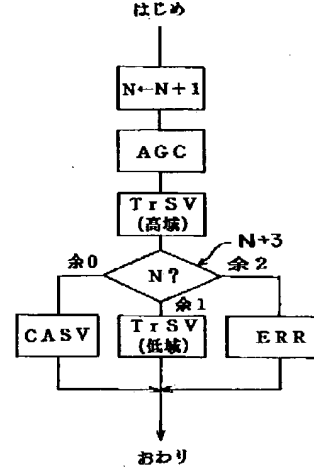 はじめ
N←N+1
AGC
TrSV
(高域)
N÷3
余0
N?
余2
余1
CASV
TrSV
(低域)
ERR
おわり